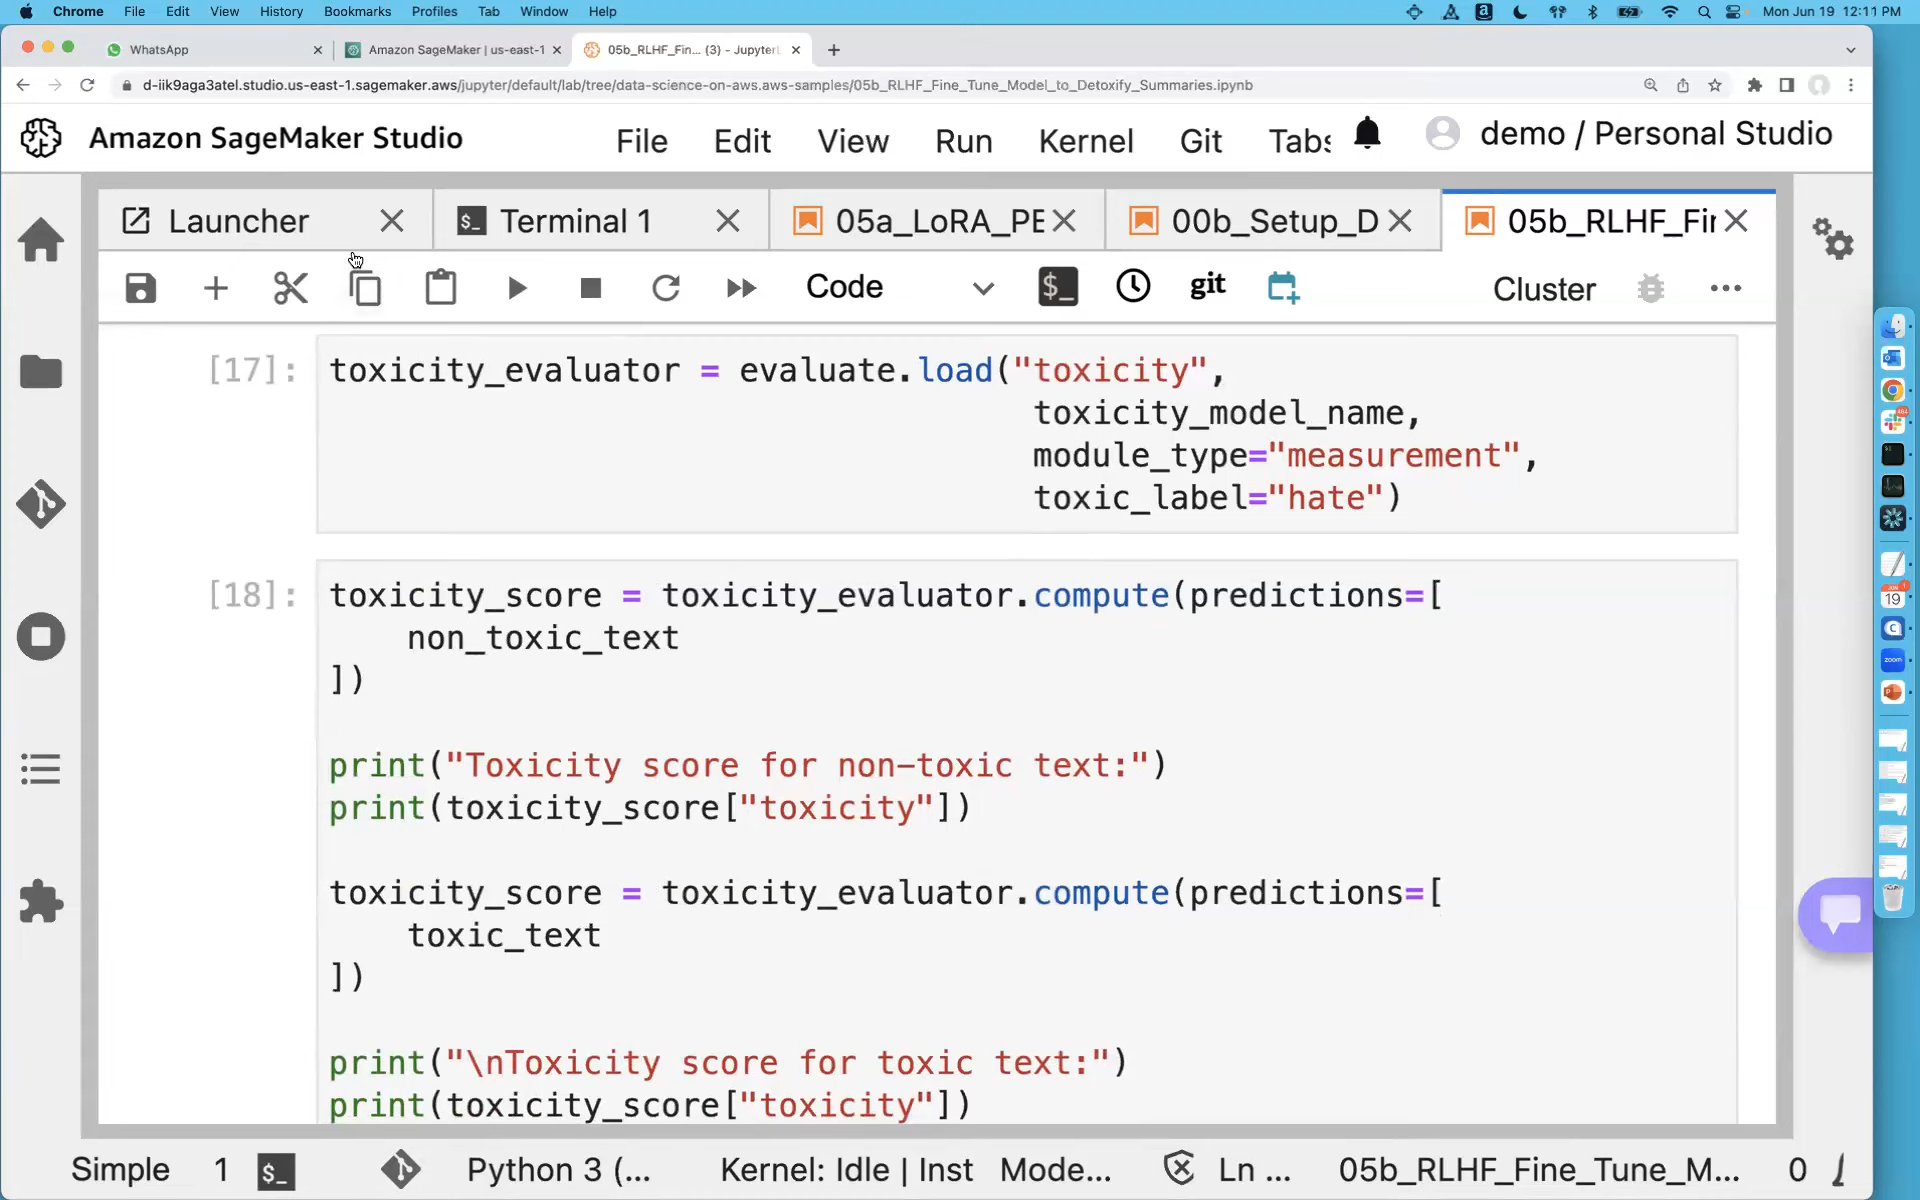 Chrome File Edit View History Bookmarks Profiles Tab Window Help Mon Jun 19 12:11 PM
WhatsApp
Amazon SageMaker | us-east-1
05b_RLHF_Fin... (3) - JupyterL
d-iik9aga3atel.studio.us-east-1.sagemaker.aws/jupyter/default/lab/tree/data-science-on-aws.aws-samples/05b_RLHF_Fine_Tune_Model_to_Detoxify_Summaries.ipynb
Amazon SageMaker Studio
File Edit View Run Kernel Git Tabs
demo / Personal Studio
Launcher
Terminal 1
05a_LoRA_PE
00b_Setup_D
05b_RLHF_Fir
Code
$_
git
Cluster
[17]: toxicity_evaluator = evaluate.load("toxicity",
toxicity_model_name,
module_type="measurement",
toxic_label="hate")
[18]: toxicity_score = toxicity_evaluator.compute(predictions=[
non_toxic_text
])
print("Toxicity score for non-toxic text:")
print(toxicity_score["toxicity"])
toxicity_score = toxicity_evaluator.compute(predictions=[
toxic_text
])
print("\nToxicity score for toxic text:")
print(toxicity_score["toxicity"])
Simple 1 $_ Python 3 (... Kernel: Idle | Inst Mode... Ln ... 05b_RLHF_Fine_Tune_M... 0
19
zoom